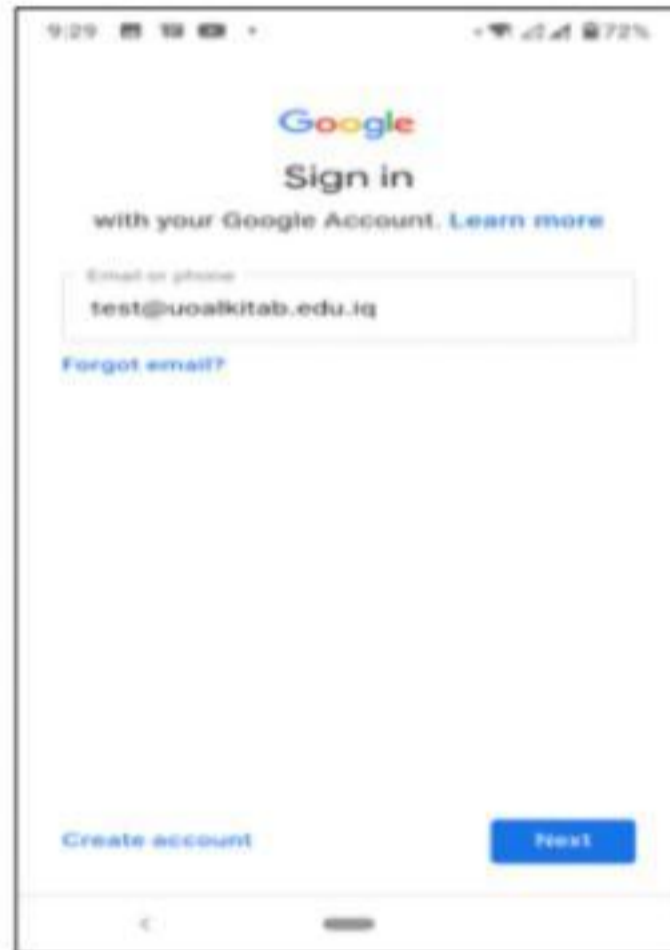 9:29
72%
Google
Sign in
with your Google Account. Learn more
Email or phone
test@uoalkitab.edu.iq
Forgot email?
Create account
Next